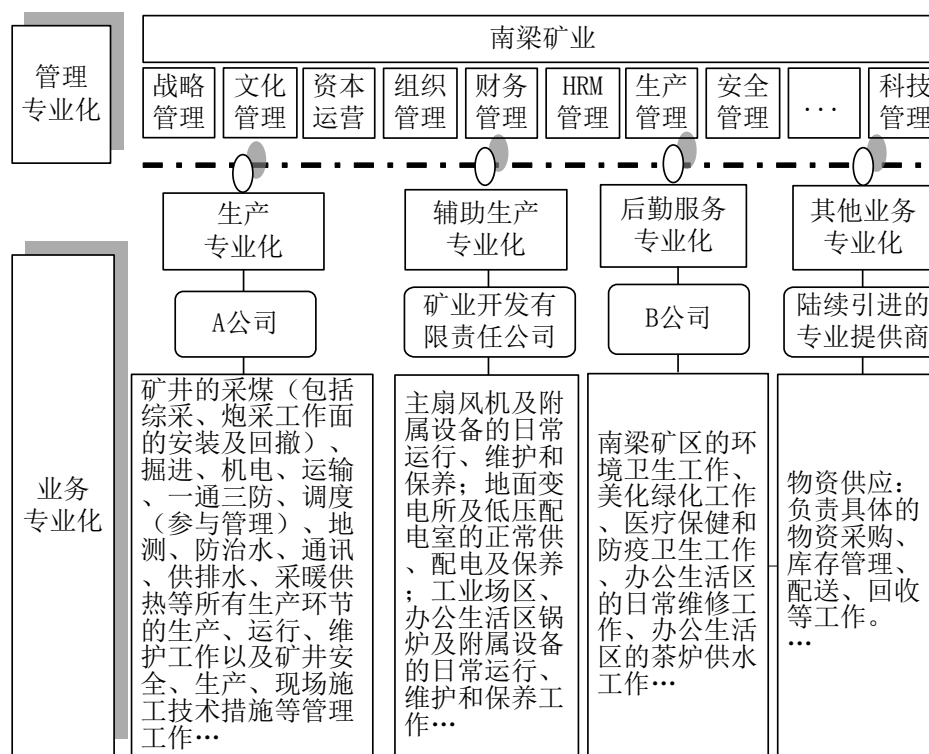 南梁矿业
管理
专业化
战略
管理
文化
管理
资本
运营
组织
管理
财务
管理
HRM
管理
生产
管理
安全
管理
...
科技
管理
生产
专业化
辅助生产
专业化
后勤服务
专业化
其他业务
专业化
业务
专业化
A公司
矿业开发有
限责任公司
B公司
陆续引进的
专业提供商
矿井的采煤（包括
综采、炮采工作面
的安装及回撤）、
掘进、机电、运输
、一通三防、调度
（参与管理）、地
测、防治水、通讯
、供排水、采暖供
热等所有生产环节
的生产、运行、维
护工作以及矿井安
全、生产、现场施
工技术措施等管理
工作…
主扇风机及附
属设备的日常
运行、维护和
保养；地面变
电所及低压配
电室的正常供
、配电及保养
；工业场区、
办公生活区锅
炉及附属设备
的日常运行、
维护和保养工
作…
南梁矿区的环
境卫生工作、
美化绿化工作
、医疗保健和
防疫卫生工作
、办公生活区
的日常维修工
作、办公生活
区的茶炉供水
工作…
物资供应：
负责具体的
物资采购、
库存管理、
配送、回收
等工作。
…